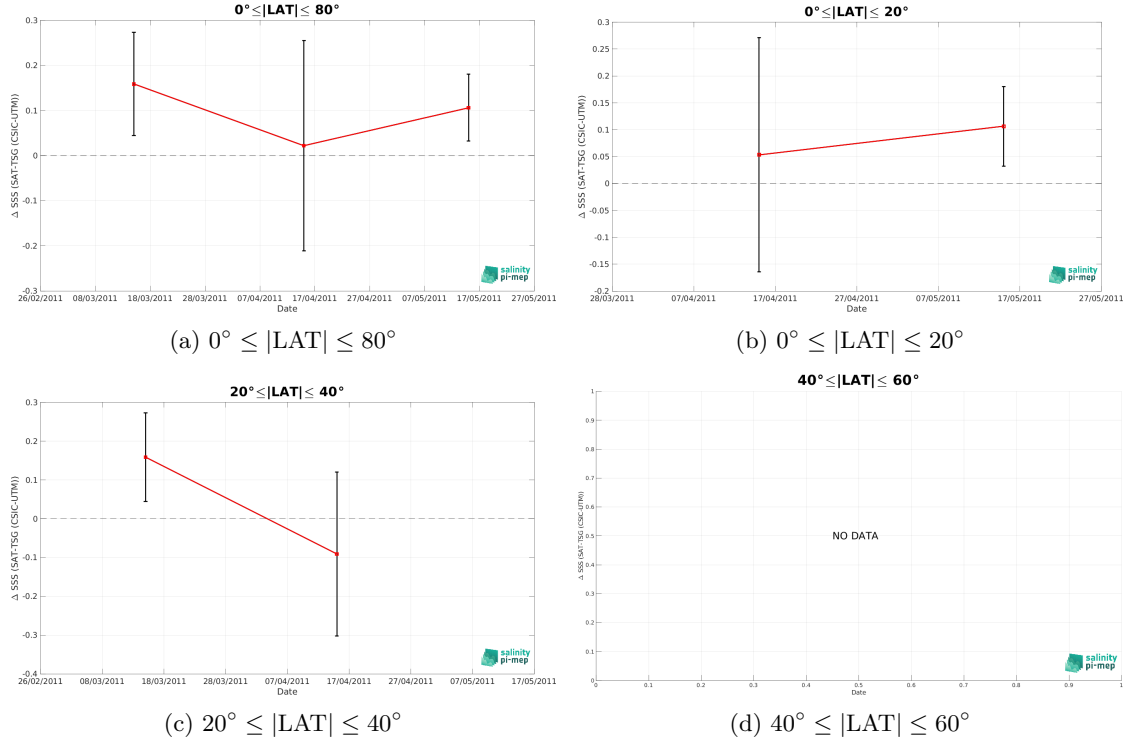 0°≤|LAT|≤ 80°
Δ SSS (SAT-TSG (CSIC-UTM))
0.3
0.2
0.1
0
-0.1
-0.2
-0.3
26/02/2011 08/03/2011 18/03/2011 28/03/2011 07/04/2011 17/04/2011 27/04/2011 07/05/2011 17/05/2011 27/05/2011
Date
salinity
pi-mep
(a) 0° ≤ |LAT| ≤ 80°
0°≤|LAT|≤ 20°
Δ SSS (SAT-TSG (CSIC-UTM))
0.3
0.25
0.2
0.15
0.1
0.05
0
-0.05
-0.1
-0.15
-0.2
28/03/2011 07/04/2011 17/04/2011 27/04/2011 07/05/2011 17/05/2011 27/05/2011
Date
salinity
pi-mep
(b) 0° ≤ |LAT| ≤ 20°
20°≤|LAT|≤ 40°
Δ SSS (SAT-TSG (CSIC-UTM))
0.3
0.2
0.1
0
-0.1
-0.2
-0.3
-0.4
26/02/2011 08/03/2011 18/03/2011 28/03/2011 07/04/2011 17/04/2011 27/04/2011 07/05/2011 17/05/2011
Date
salinity
pi-mep
(c) 20° ≤ |LAT| ≤ 40°
40°≤|LAT|≤ 60°
Δ SSS (SAT-TSG (CSIC-UTM))
1
0.9
0.8
0.7
0.6
0.5
0.4
0.3
0.2
0.1
0
NO DATA
0 0.1 0.2 0.3 0.4 0.5 0.6 0.7 0.8 0.9 1
Date
salinity
pi-mep
(d) 40° ≤ |LAT| ≤ 60°